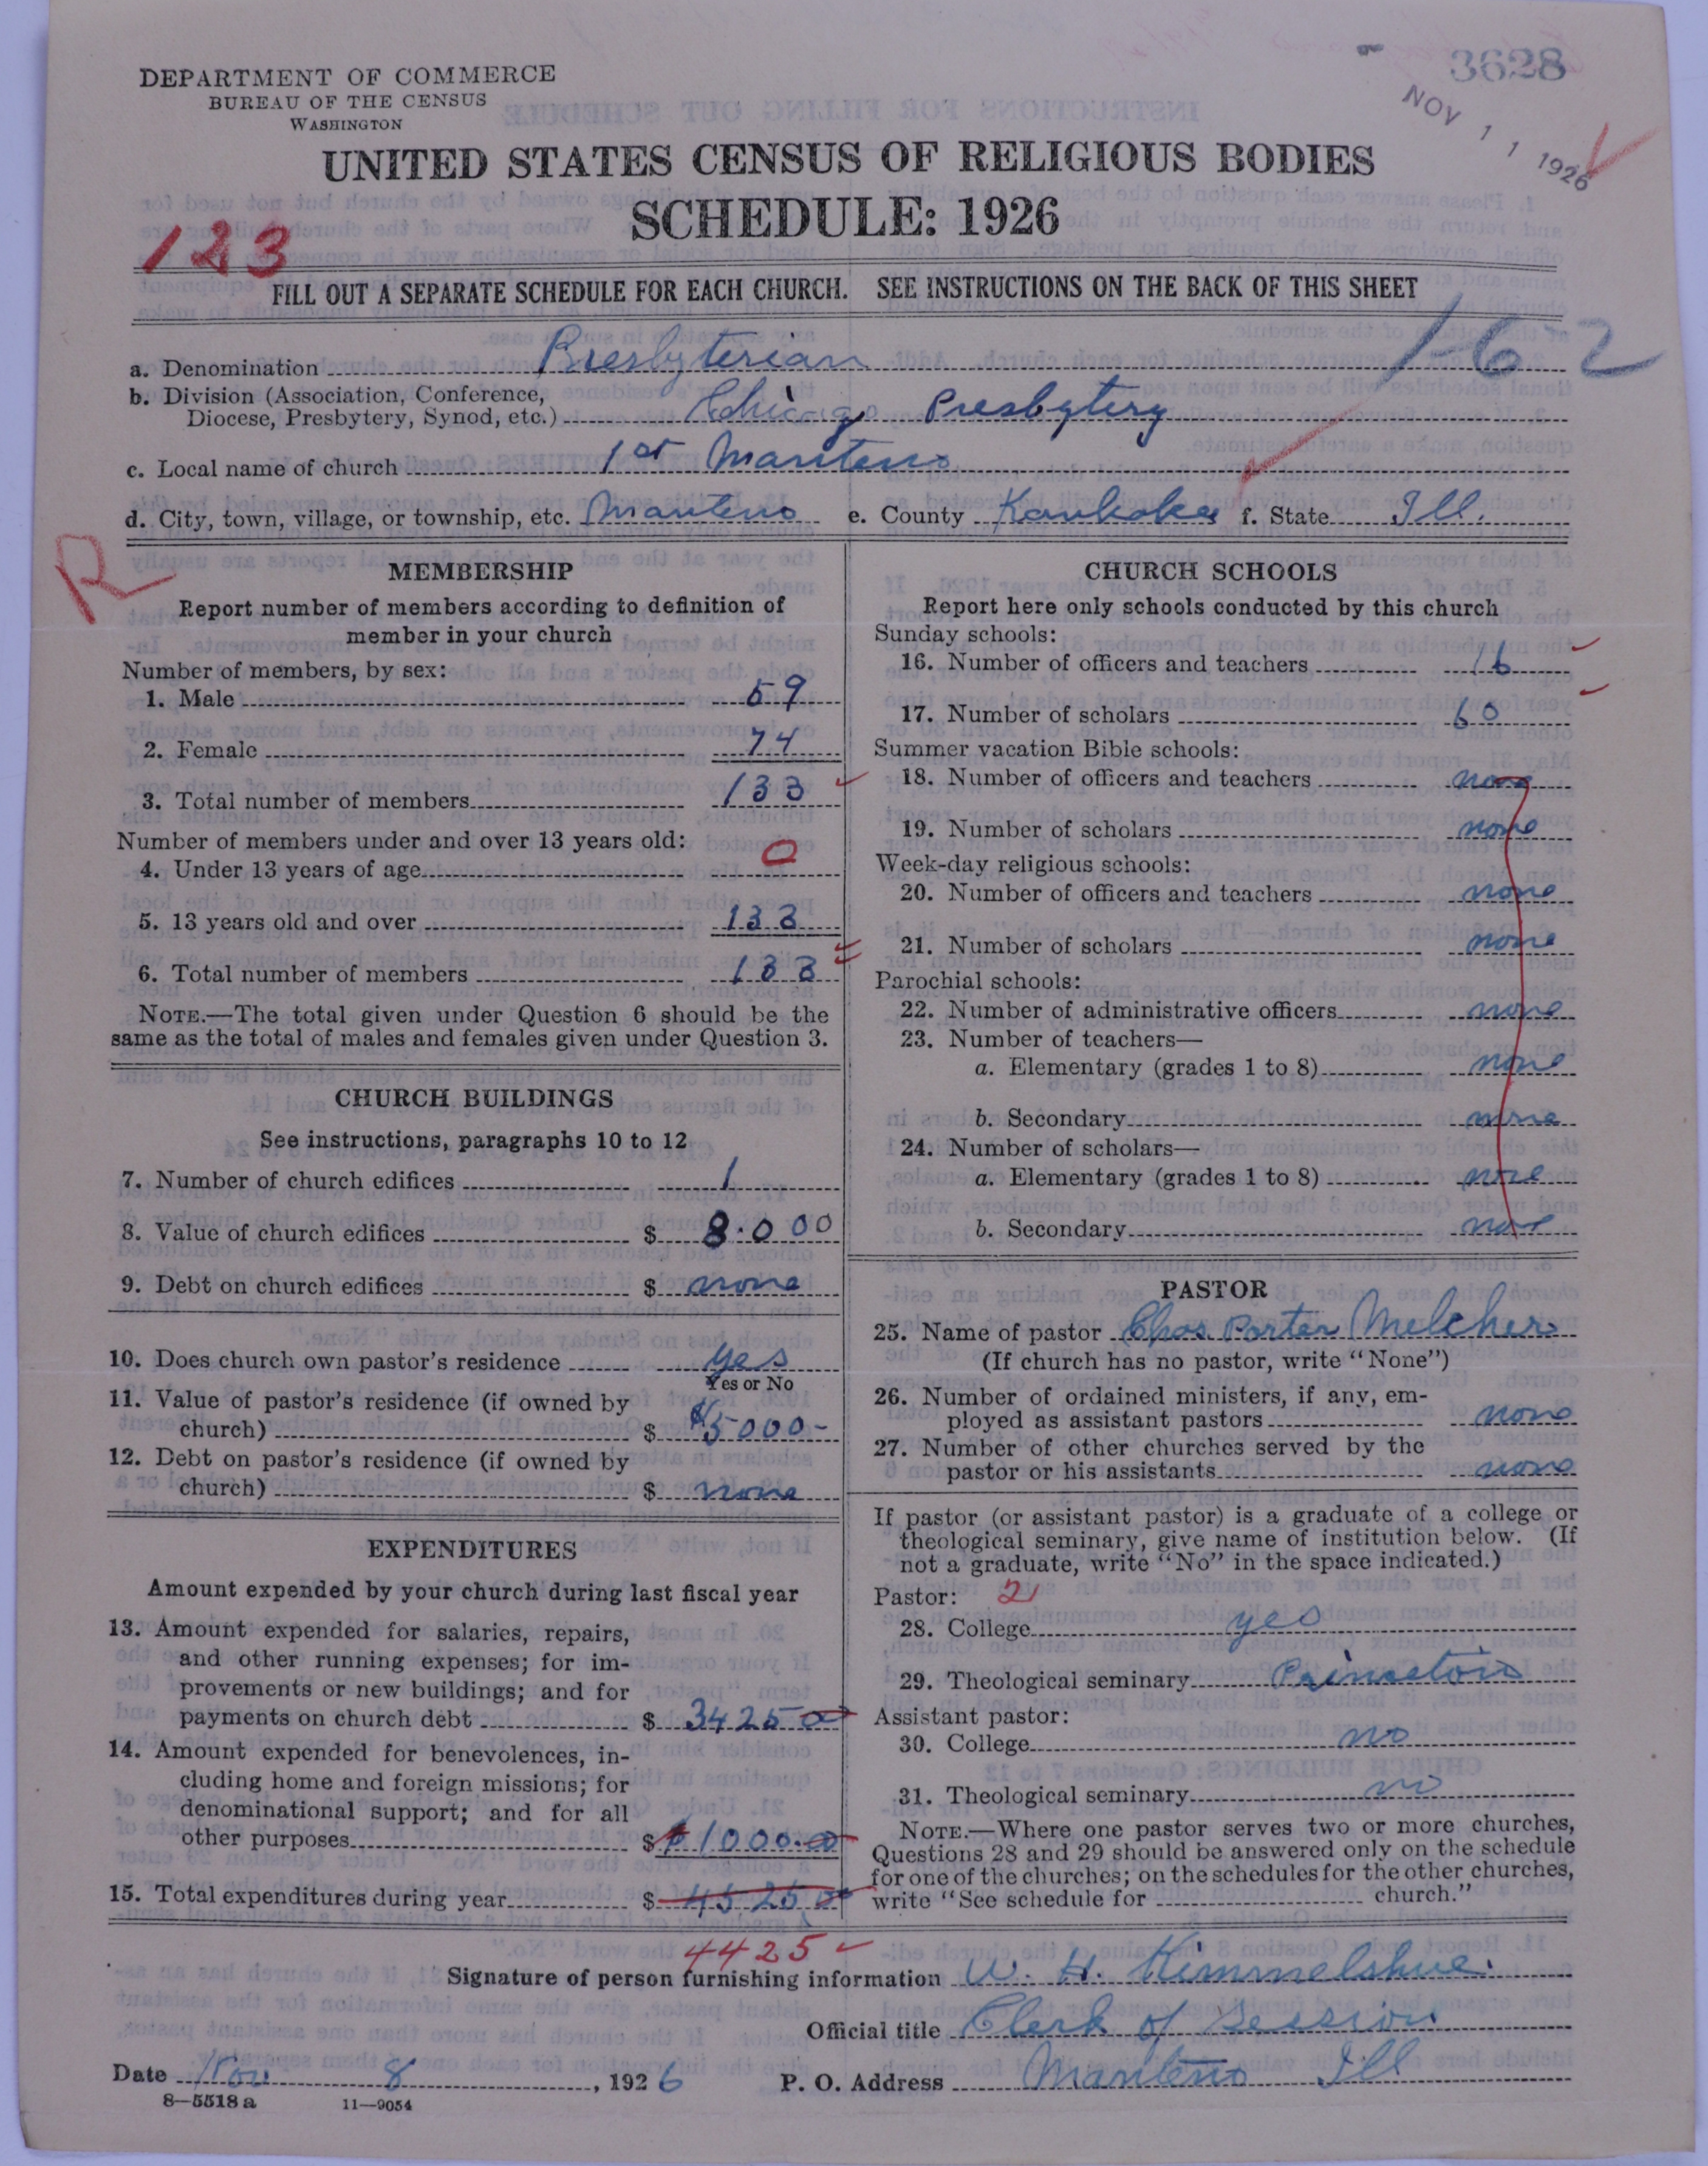 3628
NOV 11 1926
DEPARTMENT OF COMMERCE
BUREAU OF THE CENSUS
WASHINGTON
UNITED STATES CENSUS OF RELIGIOUS BODIES
SCHEDULE: 1926
123
FILL OUT A SEPARATE SCHEDULE FOR EACH CHURCH. SEE INSTRUCTIONS ON THE BACK OF THIS SHEET
1-62
a. Denomination Presbyterian
b. Division (Association, Conference,
Diocese, Presbytery, Synod, etc.) Chicago Presbytery
c. Local name of church 1st Manteno
d. City, town, village, or township, etc. Manteno e. County Kankakee f. State Ill.
R
MEMBERSHIP
Report number of members according to definition of
member in your church
Number of members, by sex:
1. Male 59
2. Female 74
3. Total number of members 133
Number of members under and over 13 years old:
4. Under 13 years of age 0
5. 13 years old and over 133
6. Total number of members 133
NOTE.—The total given under Question 6 should be the
same as the total of males and females given under Question 3.
CHURCH BUILDINGS
See instructions, paragraphs 10 to 12
7. Number of church edifices 1
8. Value of church edifices $ 8.000
9. Debt on church edifices $ none
10. Does church own pastor's residence yes
Yes or No
11. Value of pastor's residence (if owned by
church) $ $5000-
12. Debt on pastor's residence (if owned by
church) $ none
EXPENDITURES
Amount expended by your church during last fiscal year
13. Amount expended for salaries, repairs,
and other running expenses; for im-
provements or new buildings; and for
payments on church debt $ 3425
14. Amount expended for benevolences, in-
cluding home and foreign missions; for
denominational support; and for all
other purposes $ $1000.00
15. Total expenditures during year $ 4525
4425
CHURCH SCHOOLS
Report here only schools conducted by this church
Sunday schools:
16. Number of officers and teachers 16
17. Number of scholars 60
Summer vacation Bible schools:
18. Number of officers and teachers none
19. Number of scholars none
Week-day religious schools:
20. Number of officers and teachers none
21. Number of scholars none
Parochial schools:
22. Number of administrative officers none
23. Number of teachers—
a. Elementary (grades 1 to 8) none
b. Secondary none
24. Number of scholars—
a. Elementary (grades 1 to 8) none
b. Secondary none
PASTOR
25. Name of pastor Chas Porter Melcher
(If church has no pastor, write "None")
26. Number of ordained ministers, if any, em-
ployed as assistant pastors none
27. Number of other churches served by the
pastor or his assistants none
If pastor (or assistant pastor) is a graduate of a college or
theological seminary, give name of institution below. (If
not a graduate, write "No" in the space indicated.)
Pastor: 2
28. College yes
29. Theological seminary Princeton
Assistant pastor:
30. College no
31. Theological seminary no
NOTE.—Where one pastor serves two or more churches,
Questions 28 and 29 should be answered only on the schedule
for one of the churches; on the schedules for the other churches,
write "See schedule for church."
Signature of person furnishing information W. H. Himmelshue.
Official title Clerk of Session
Date Nov 8, 1926 P. O. Address Manteno Ill
8—5518 a 11—9054